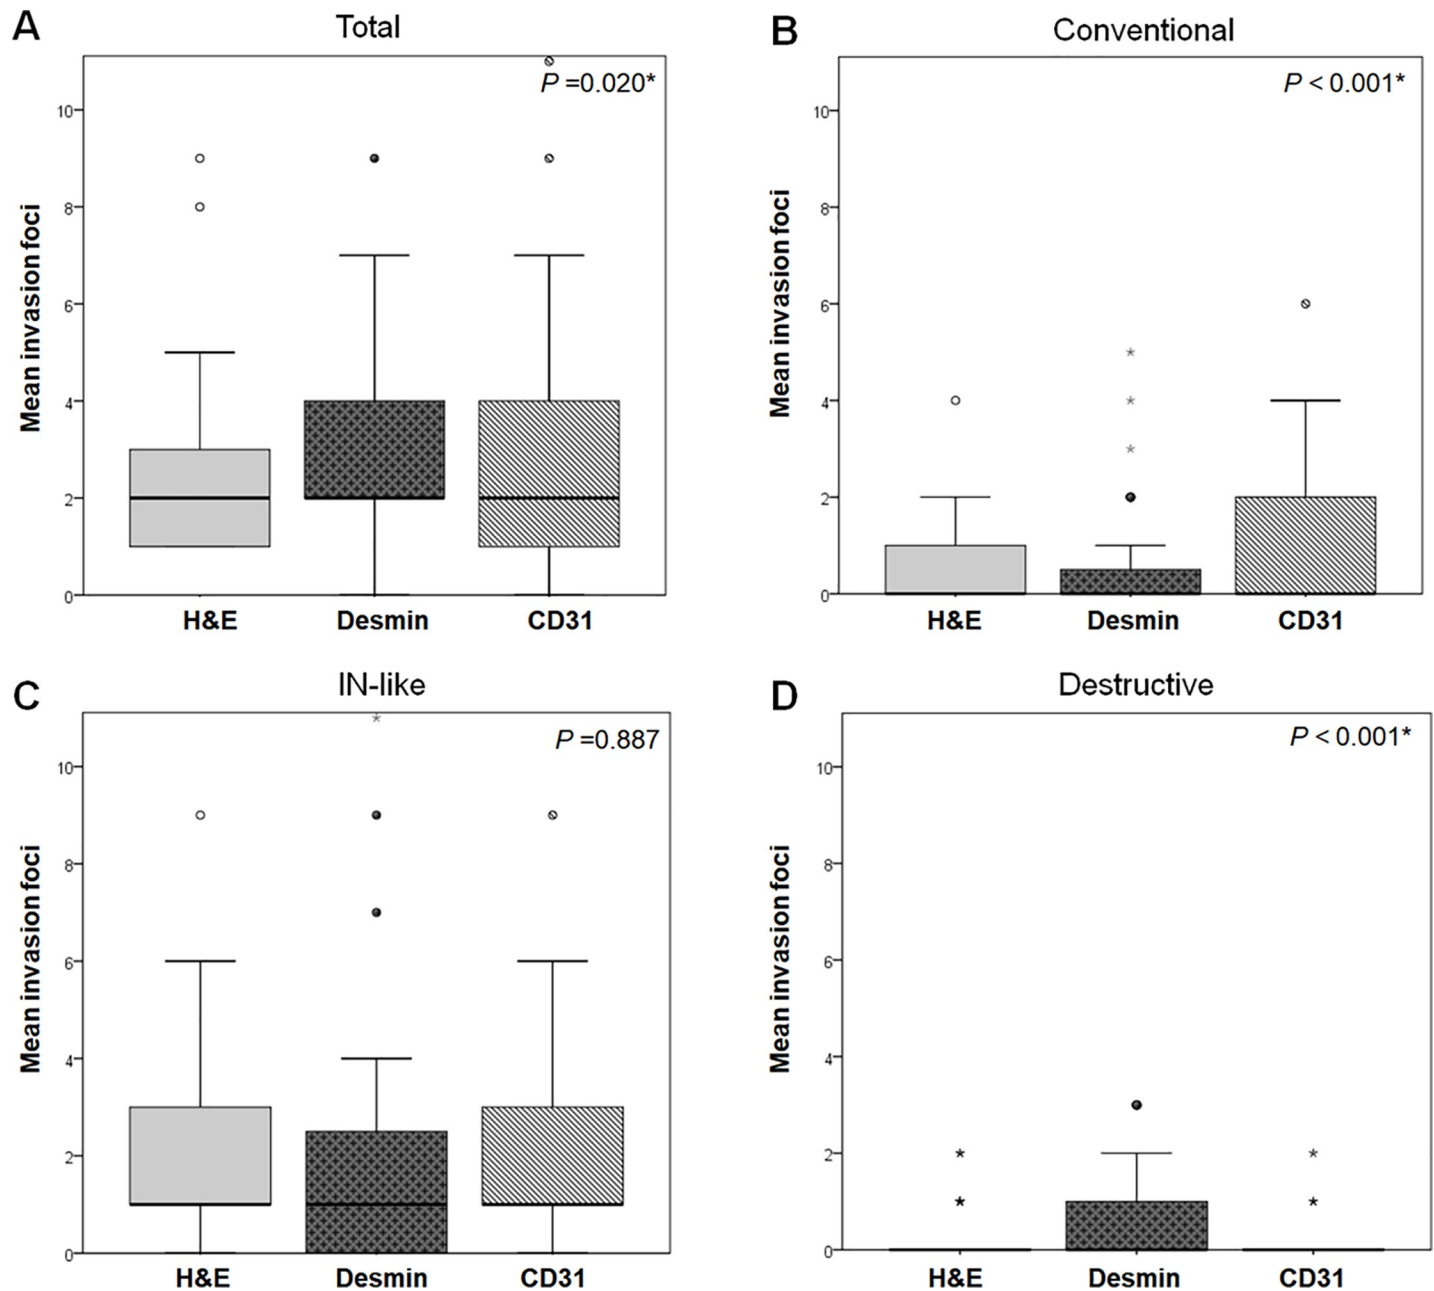 A
Total
P =0.020*
Mean invasion foci
10
8
6
4
2
0
H&E
Desmin
CD31
B
Conventional
P < 0.001*
Mean invasion foci
10
8
6
4
2
0
H&E
Desmin
CD31
C
IN-like
P =0.887
Mean invasion foci
10
8
6
4
2
0
H&E
Desmin
CD31
D
Destructive
P < 0.001*
Mean invasion foci
10
8
6
4
2
0
H&E
Desmin
CD31